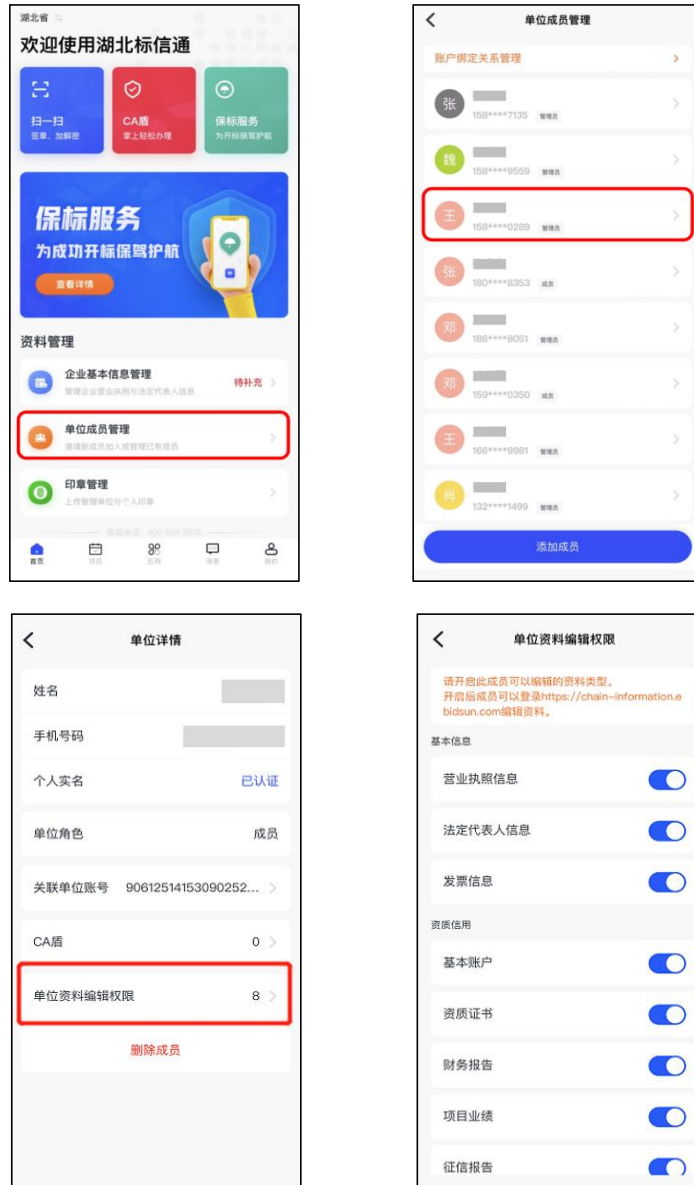 湖北省
欢迎使用湖北标信通
扫一扫
签章、加解密
CA盾
掌上轻松办理
保标服务
为开标保驾护航
保标服务
为成功开标保驾护航
查看详情
资料管理
企业基本信息管理
管理企业营业执照与法定代表人信息
待补充
单位成员管理
邀请新成员加入或管理已有成员
印章管理
上传管理单位与个人印章
首页
项目
应用
消息
我的
单位成员管理
账户绑定关系管理
张
158****7135 管理员
魏
158****9559 管理员
王
158****0289 管理员
张
180****8353 成员
邓
186****8051 管理员
邓
159****0350 成员
王
166****9981 管理员
肖
132****1499 管理员
添加成员
单位详情
姓名
手机号码
个人实名 已认证
单位角色 成员
关联单位账号 90612514153090252...
CA盾 0
单位资料编辑权限 8
删除成员
单位资料编辑权限
请开启此成员可以编辑的资料类型。
开启后成员可以登录https://chain-information.e
bidsun.com编辑资料。
基本信息
营业执照信息
法定代表人信息
发票信息
资质信用
基本账户
资质证书
财务报告
项目业绩
征信报告